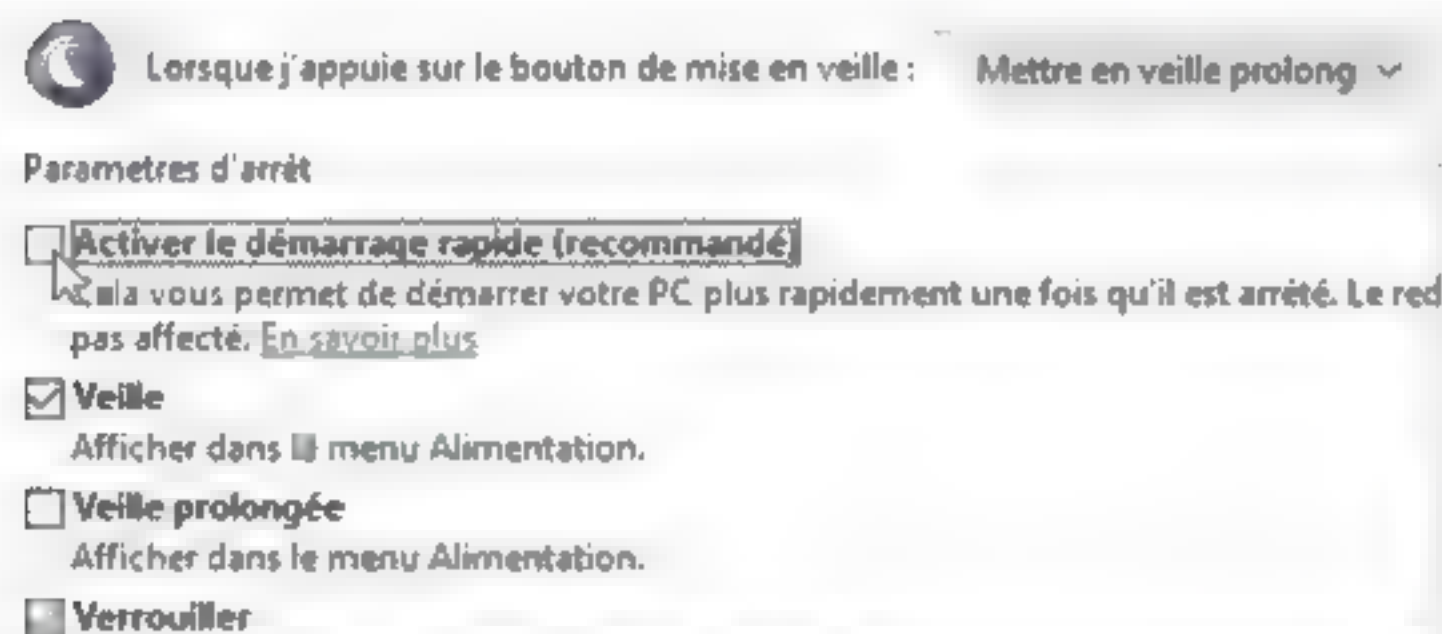 Lorsque j'appuie sur le bouton de mise en veille : Mettre en veille prolong
Paramètres d'arrêt
Activer le démarrage rapide (recommandé)
Cela vous permet de démarrer votre PC plus rapidement une fois qu'il est arrêté. Le red
pas affecté. En savoir plus
Veille
Afficher dans le menu Alimentation.
Veille prolongée
Afficher dans le menu Alimentation.
Verrouiller